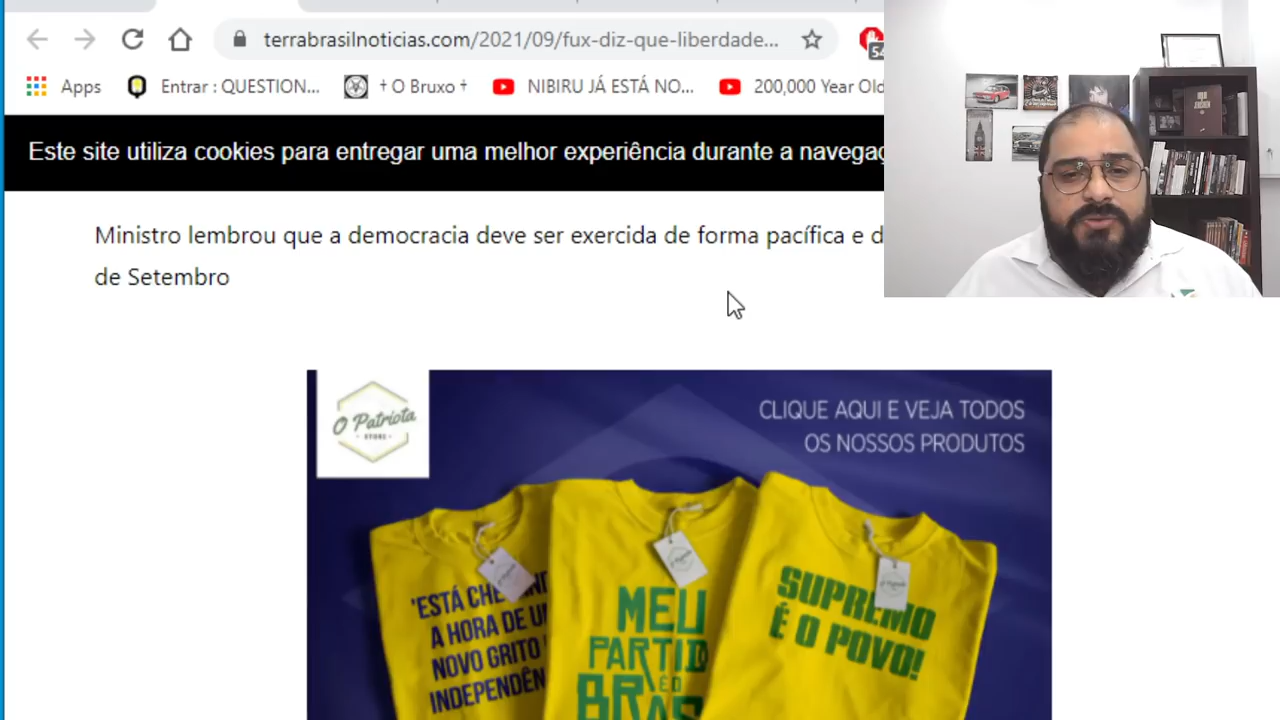 terrabrasilnoticias.com/2021/09/fux-diz-que-liberdade...
54
Apps Entrar : QUESTION... † O Bruxo † NIBIRU JÁ ESTÁ NO... 200,000 Year Old
Este site utiliza cookies para entregar uma melhor experiência durante a navegaç
Ministro lembrou que a democracia deve ser exercida de forma pacífica e d
de Setembro
O Patriota
STORE
CLIQUE AQUI E VEJA TODOS
OS NOSSOS PRODUTOS
'ESTÁ
A HORA DE
NOVO GRITO
INDEPENDÊN
MEU
PARTID
É O
BRAS
SUPREMO
É O POVO!